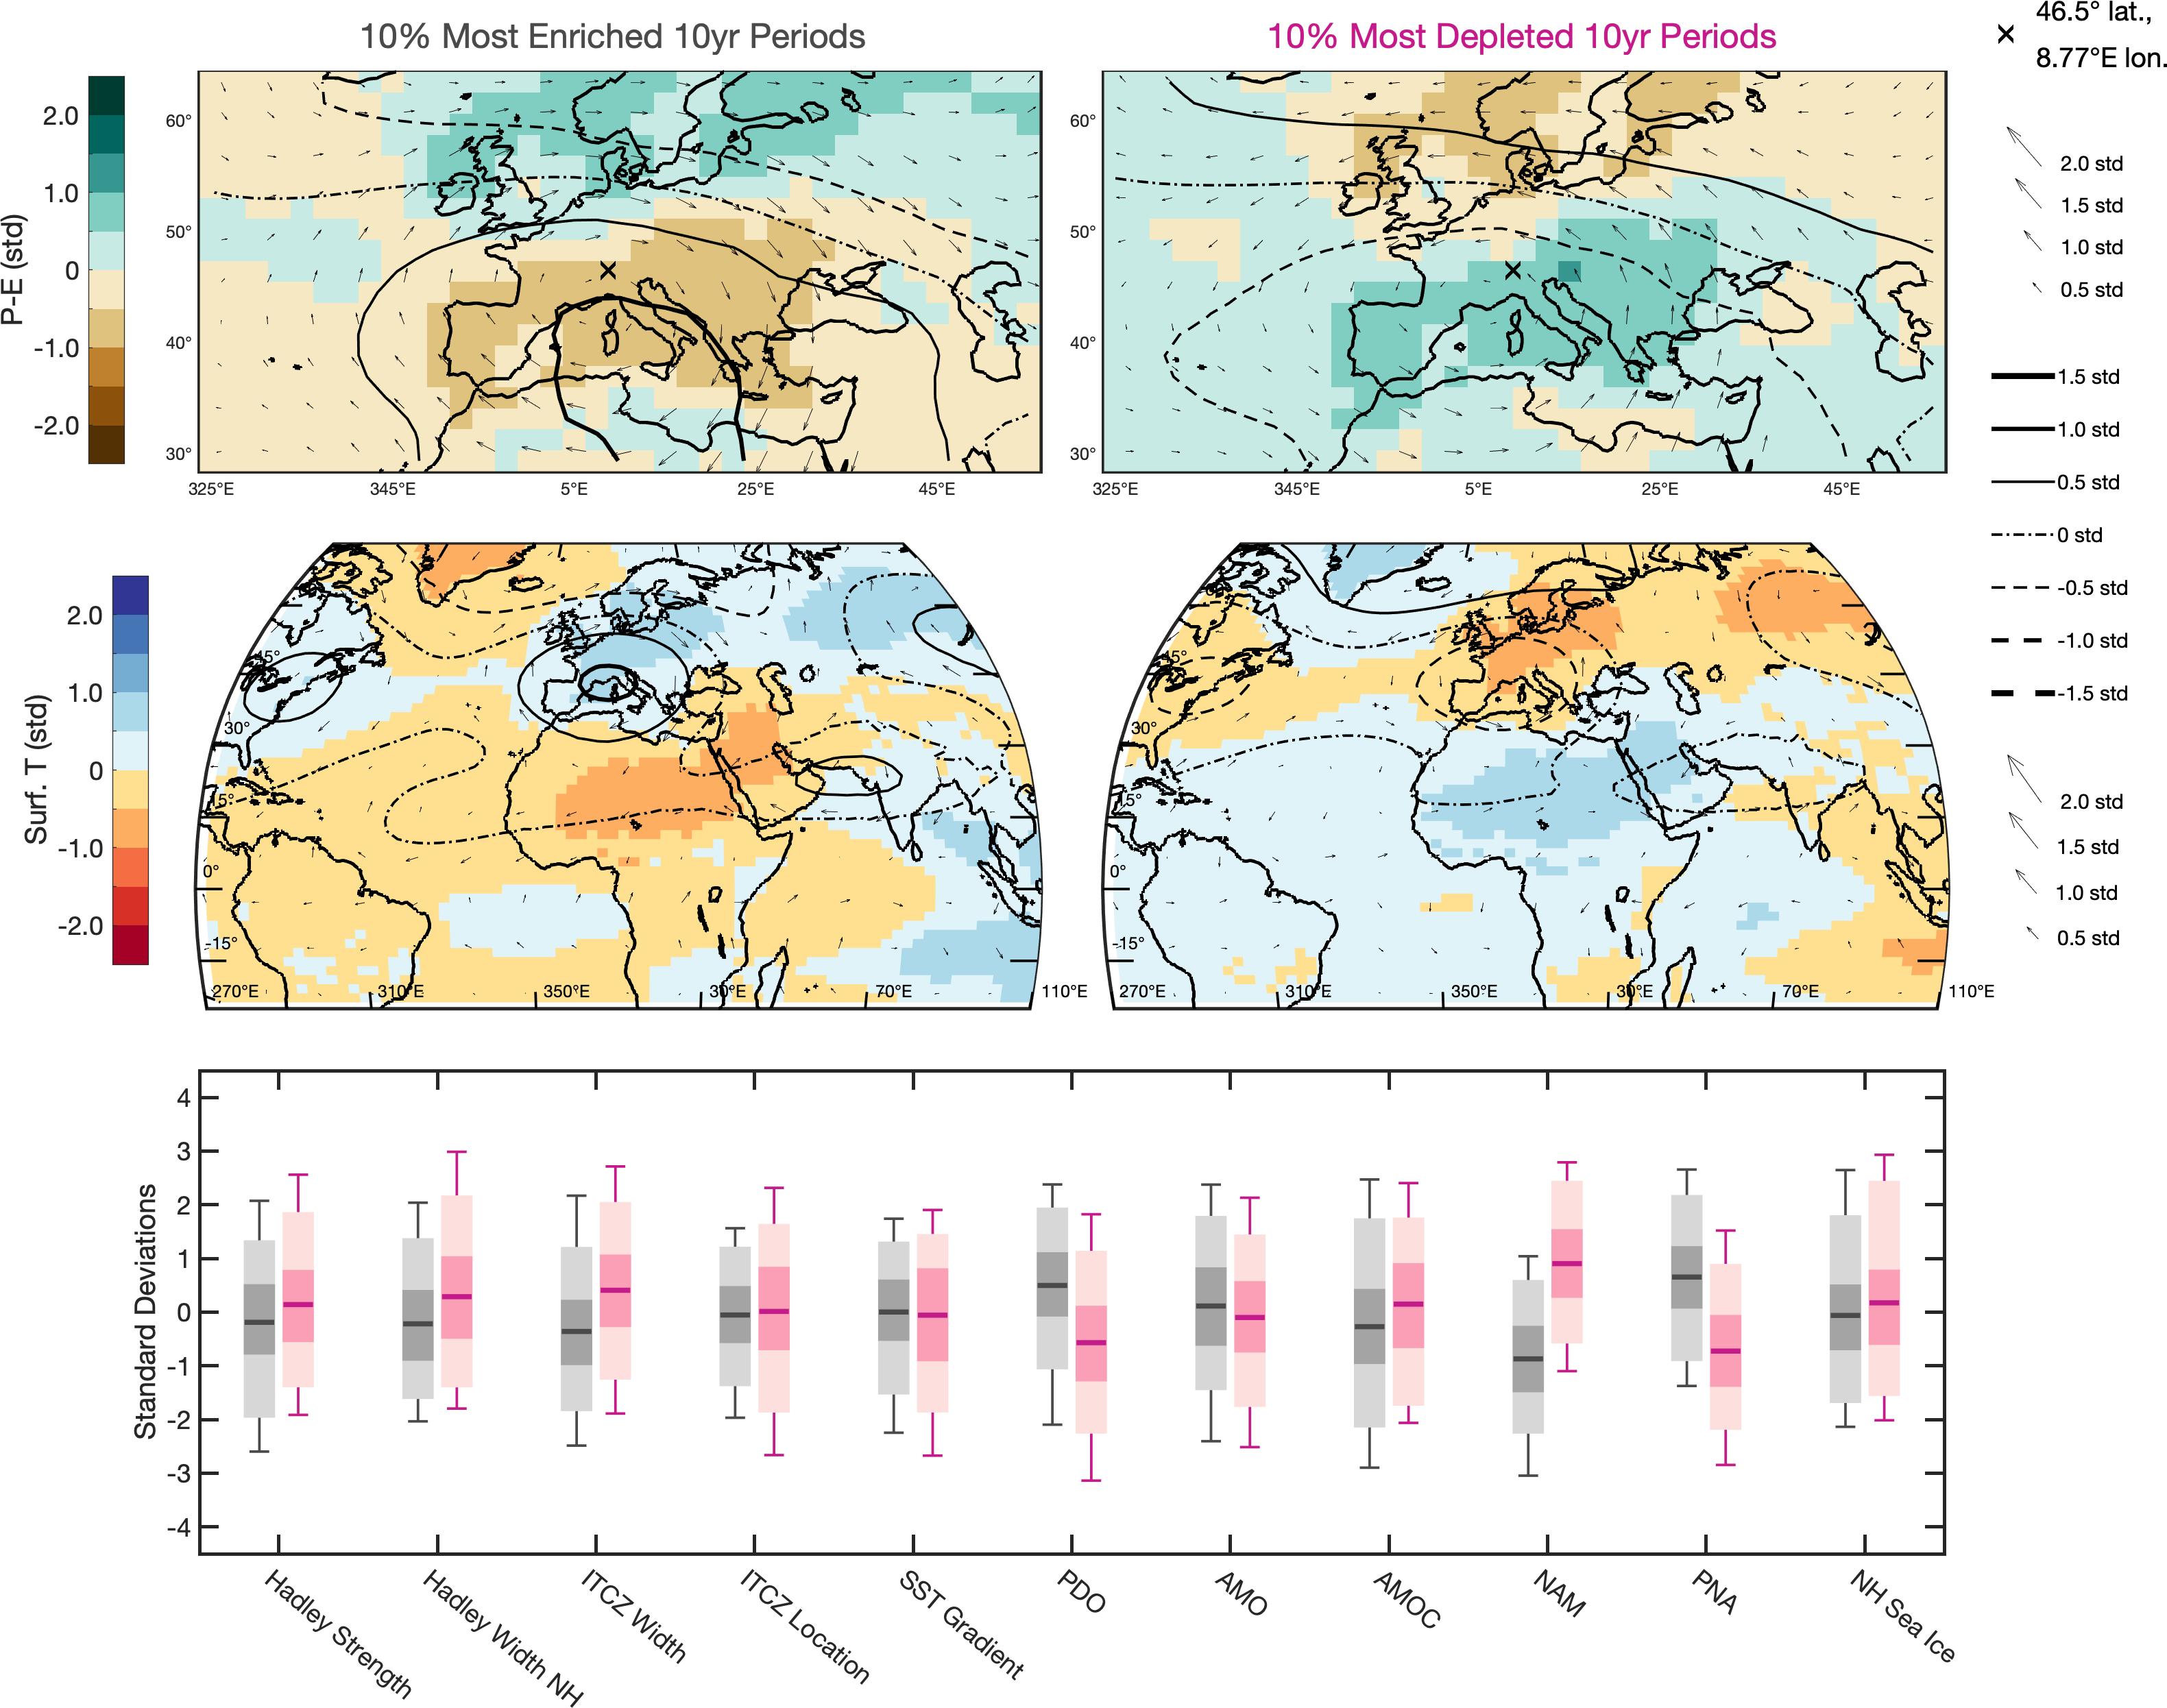 10% Most Enriched 10yr Periods
10% Most Depleted 10yr Periods
46.5° lat.,
8.77°E lon.
P-E (std)
2.0
1.0
0
-1.0
-2.0
60°
50°
40°
30°
325°E 345°E 5°E 25°E 45°E
60°
50°
40°
30°
325°E 345°E 5°E 25°E 45°E
2.0 std
1.5 std
1.0 std
0.5 std
1.5 std
1.0 std
0.5 std
0 std
-0.5 std
-1.0 std
-1.5 std
2.0 std
1.5 std
1.0 std
0.5 std
Surf. T (std)
2.0
1.0
0
-1.0
-2.0
45°
30°
15°
0°
-15°
270°E 310°E 350°E 30°E 70°E 110°E
45°
30°
15°
0°
-15°
270°E 310°E 350°E 30°E 70°E 110°E
Standard Deviations
4
3
2
1
0
-1
-2
-3
-4
Hadley Strength
Hadley Width NH
ITCZ Width
ITCZ Location
SST Gradient
PDO
AMO
AMOC
NAM
PNA
NH Sea Ice